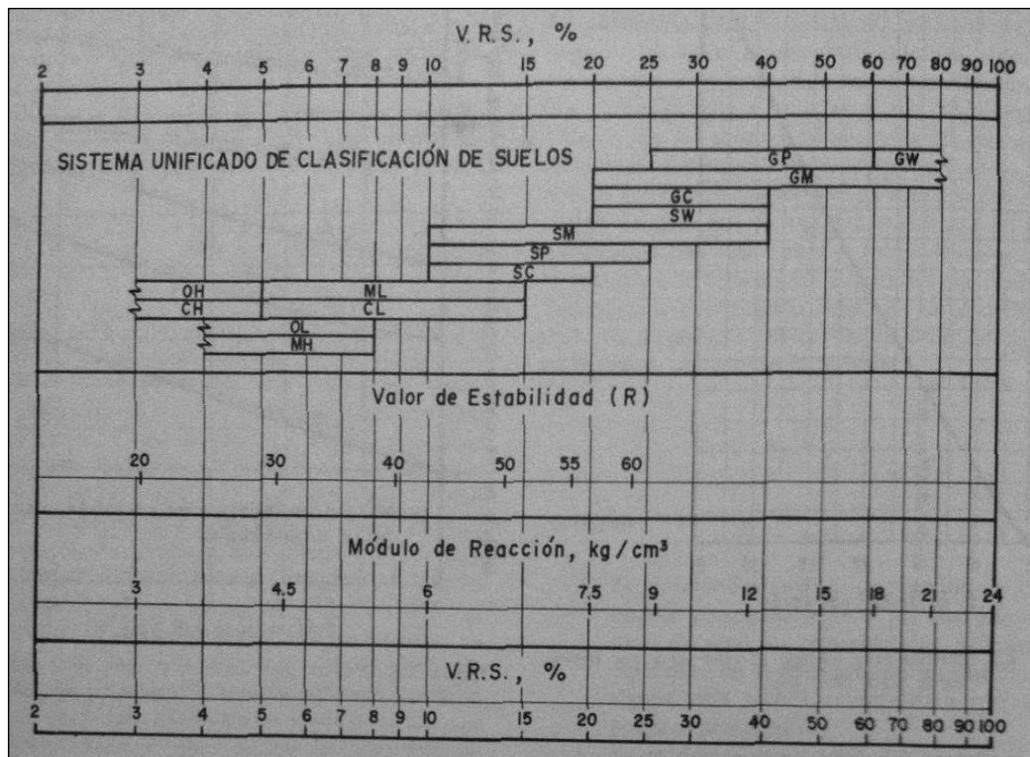 V.R.S., %
2 3 4 5 6 7 8 9 10 15 20 25 30 40 50 60 70 80 90 100
SISTEMA UNIFICADO DE CLASIFICACIÓN DE SUELOS
GP GW
GM
GC
SW
SM
SP
SC
OH ML
CH CL
OL
MH
Valor de Estabilidad (R)
20 30 40 50 55 60
Módulo de Reacción, kg/cm³
3 4.5 6 7.5 9 12 15 18 21 24
V.R.S., %
2 3 4 5 6 7 8 9 10 15 20 25 30 40 50 60 70 80 90 100